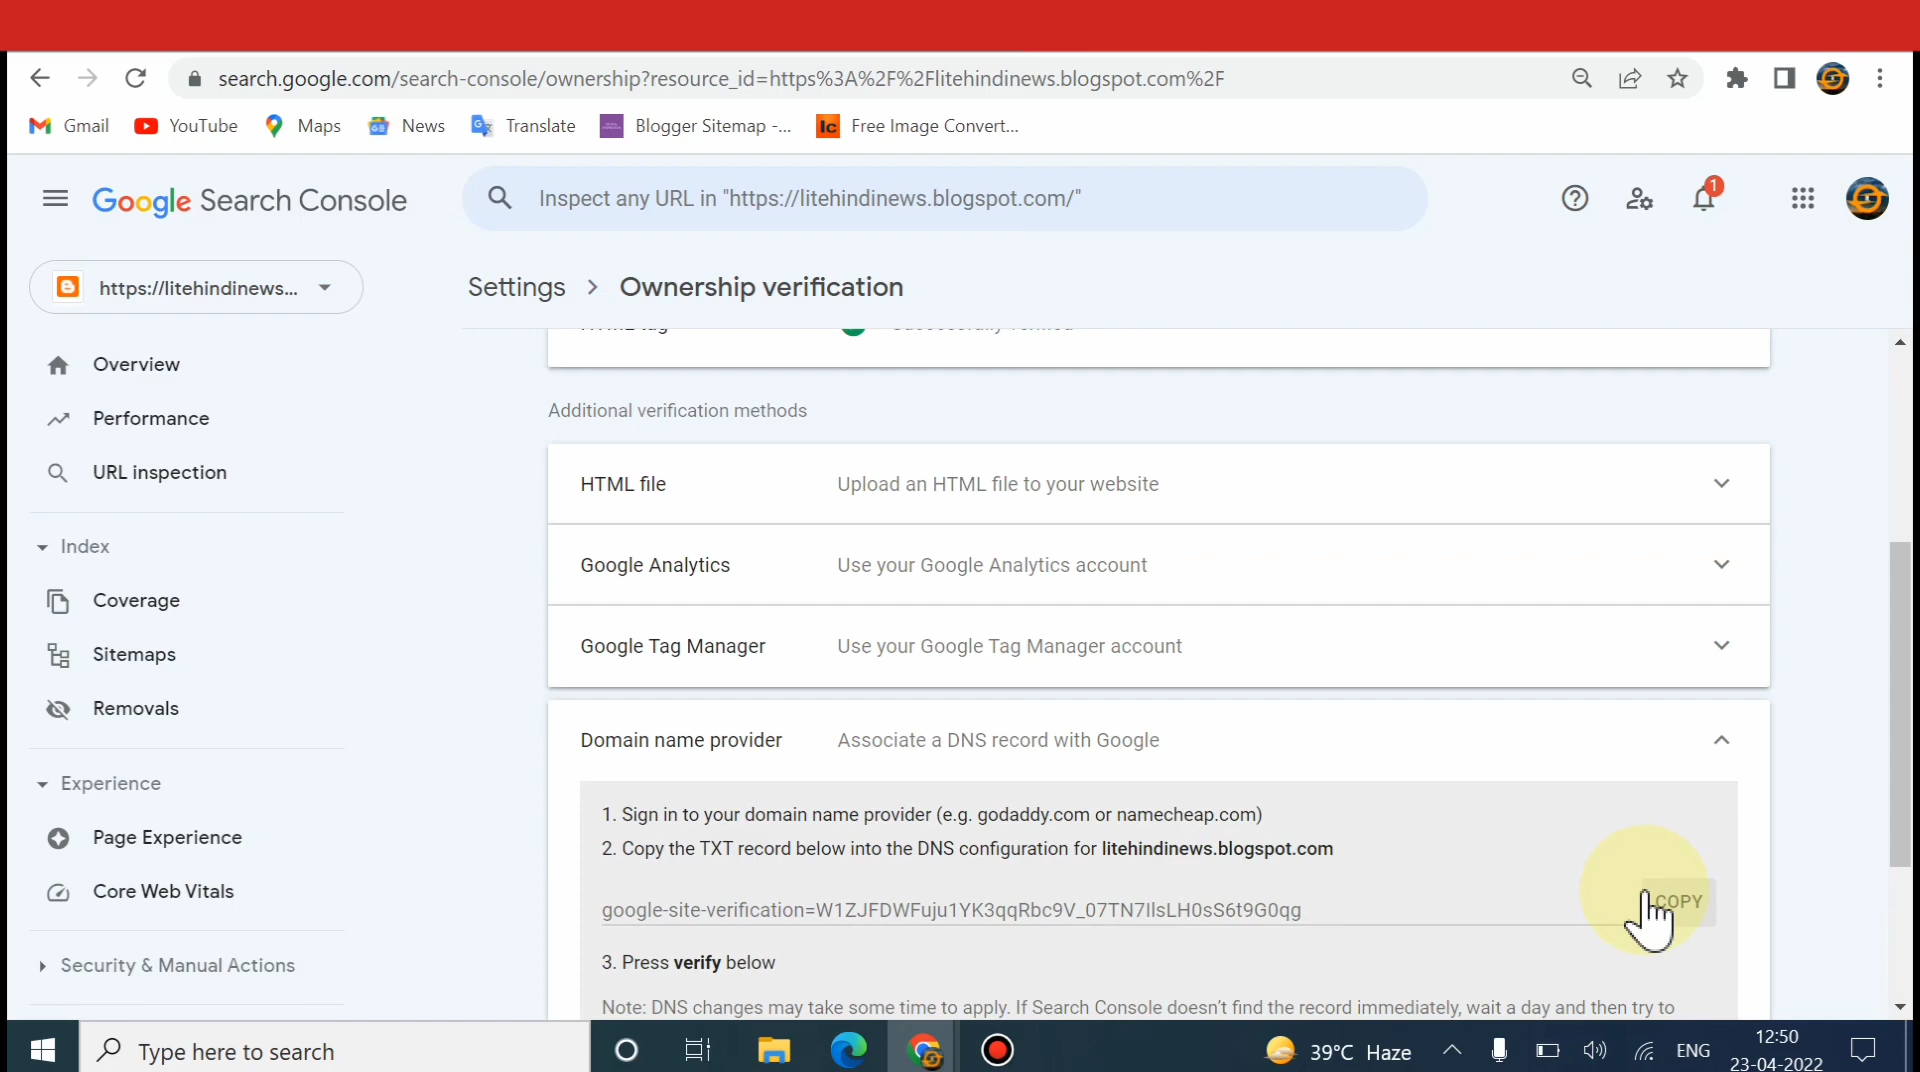 search.google.com/search-console/ownership?resource_id=https%3A%2F%2Flitehindinews.blogspot.com%2F
Gmail YouTube Maps News Translate Blogger Sitemap -... Free Image Convert...
Google Search Console
Inspect any URL in "https://litehindinews.blogspot.com/"
1
https://litehindinews...
Settings > Ownership verification
Overview
Performance
URL inspection
Index
Coverage
Sitemaps
Removals
Experience
Page Experience
Core Web Vitals
Security & Manual Actions
Additional verification methods
HTML file Upload an HTML file to your website
Google Analytics Use your Google Analytics account
Google Tag Manager Use your Google Tag Manager account
Domain name provider Associate a DNS record with Google
1. Sign in to your domain name provider (e.g. godaddy.com or namecheap.com)
2. Copy the TXT record below into the DNS configuration for litehindinews.blogspot.com
google-site-verification=W1ZJFDWFuju1YK3qqRbc9V_07TN7IlsLH0sS6t9G0qg
COPY
3. Press verify below
Note: DNS changes may take some time to apply. If Search Console doesn't find the record immediately, wait a day and then try to
Type here to search
39°C Haze
ENG
12:50
23-04-2022